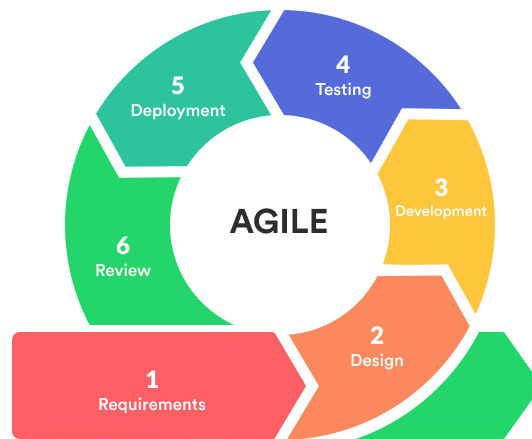 AGILE
1
Requirements
2
Design
3
Development
4
Testing
5
Deployment
6
Review